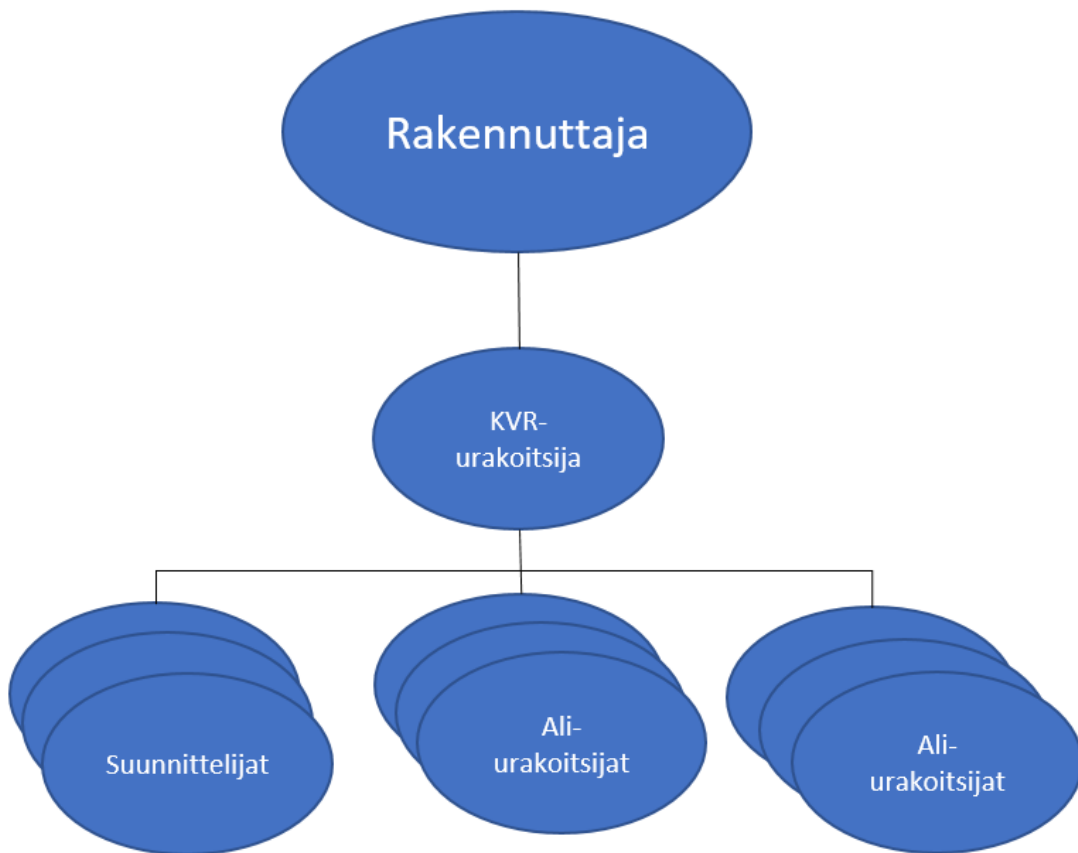 Rakennuttaja
KVR-
urakoitsija
Suunnittelijat
Ali-
urakoitsijat
Ali-
urakoitsijat